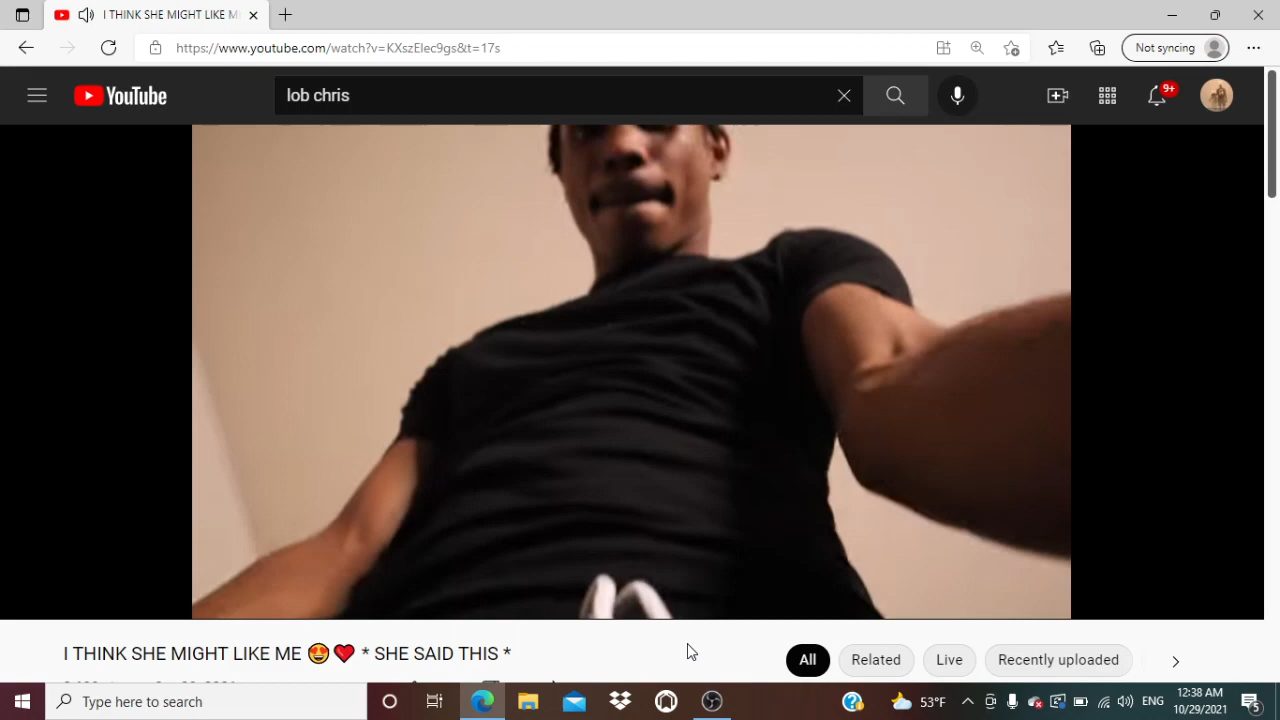 I THINK SHE MIGHT LIKE M
https://www.youtube.com/watch?v=KXszElec9gs&t=17s
Not syncing
YouTube
lob chris
9+
I THINK SHE MIGHT LIKE ME 😍❤️ * SHE SAID THIS *
All
Related
Live
Recently uploaded
Type here to search
53°F
ENG
12:38 AM
10/29/2021
5